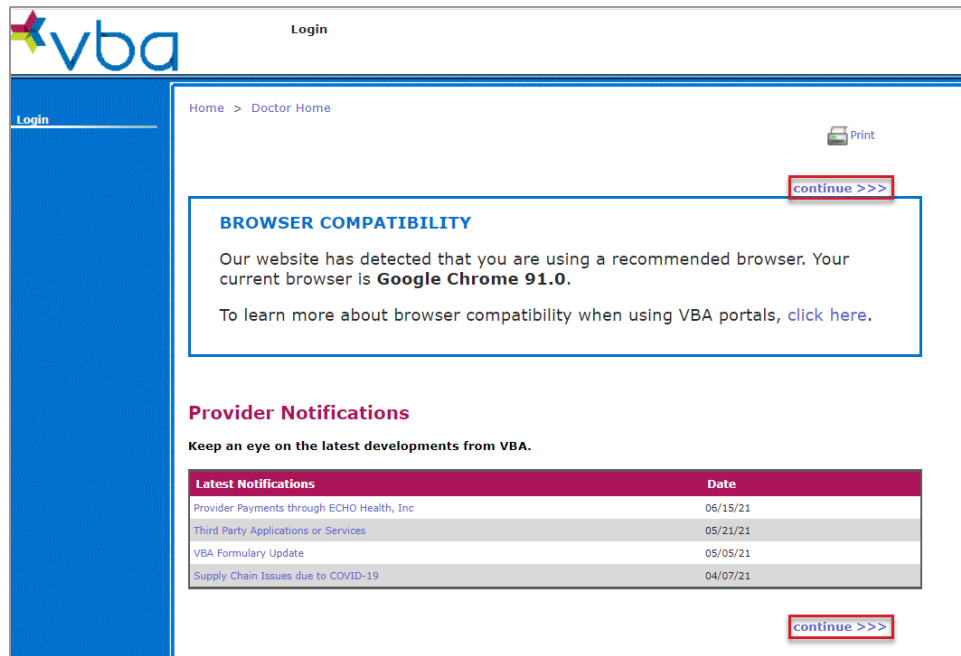 vba
Login
Login
Home > Doctor Home
Print
continue >>>
BROWSER COMPATIBILITY
Our website has detected that you are using a recommended browser. Your
current browser is Google Chrome 91.0.
To learn more about browser compatibility when using VBA portals, click here.
Provider Notifications
Keep an eye on the latest developments from VBA.
Latest Notifications Date
Provider Payments through ECHO Health, Inc 06/15/21
Third Party Applications or Services 05/21/21
VBA Formulary Update 05/05/21
Supply Chain Issues due to COVID-19 04/07/21
continue >>>